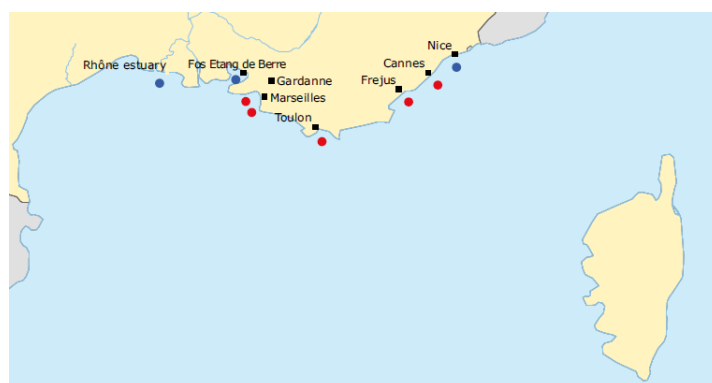 Nice
Cannes
Rhône estuary
Fos Etang de Berre
Gardanne
Frejus
Marseilles
Toulon